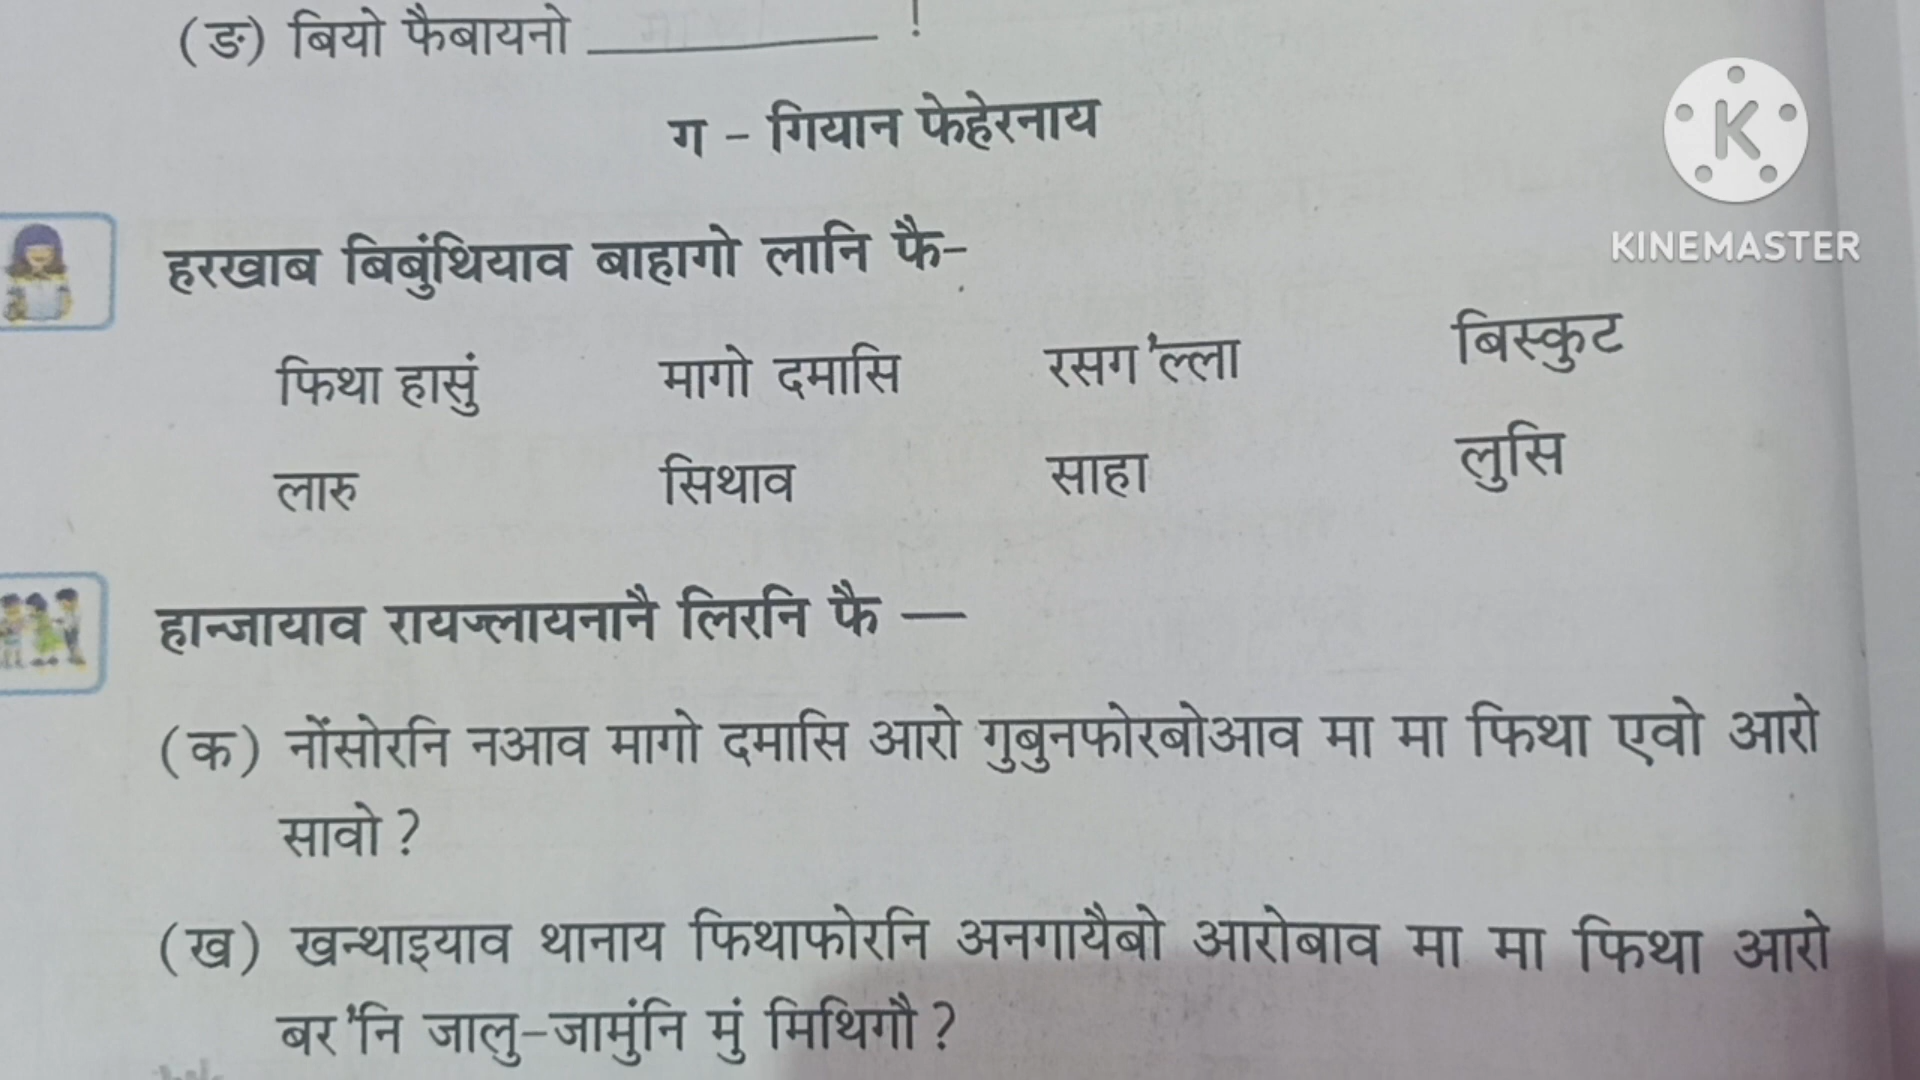 (ङ) बियो फैबायनो ____________ !
ग – गियान फेहेरनाय
K
KINEMASTER
हरखाब बिबुंथियाव बाहागो लानि फै–
फिथा हासुं मागो दमासि रसग'ल्ला बिस्कुट
लारु सिथाव साहा लुसि
हान्जायाव रायज्लायनानै लिरनि फै —
(क) नोंसोरनि नआव मागो दमासि आरो गुबुनफोरबोआव मा मा फिथा एवो आरो
सावो ?
(ख) खन्थाइयाव थानाय फिथाफोरनि अनगायैबो आरोबाव मा मा फिथा आरो
बर'नि जालु-जामुंनि मुं मिथिगौ ?